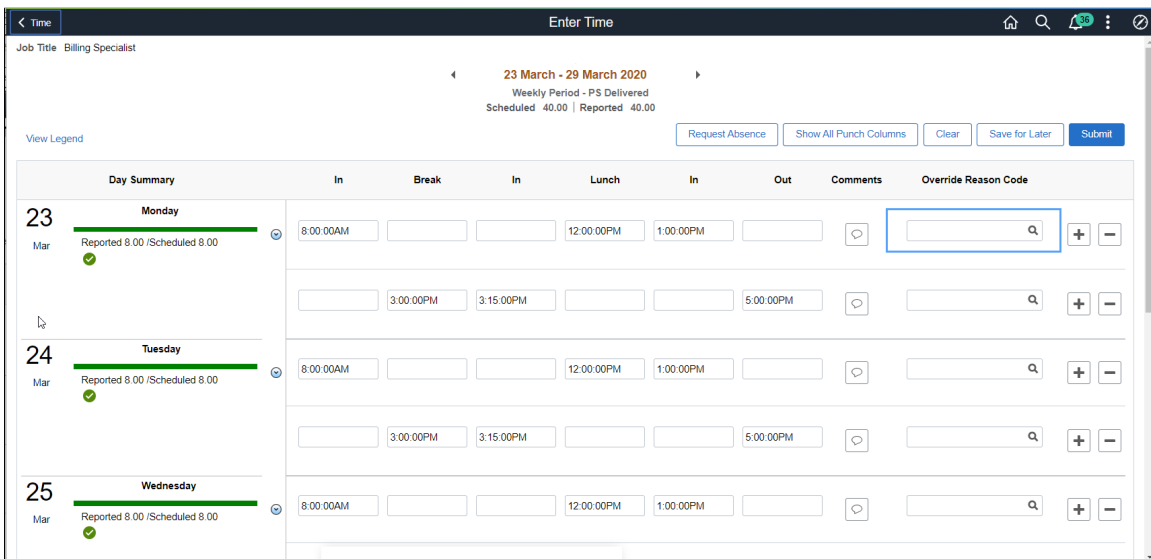 Time
Enter Time
36
Job Title Billing Specialist
23 March - 29 March 2020
Weekly Period - PS Delivered
Scheduled 40.00 | Reported 40.00
View Legend
Request Absence
Show All Punch Columns
Clear
Save for Later
Submit
Day Summary In Break In Lunch In Out Comments Override Reason Code
23 Monday
Mar Reported 8.00 /Scheduled 8.00
8:00:00AM 12:00:00PM 1:00:00PM
3:00:00PM 3:15:00PM 5:00:00PM
24 Tuesday
Mar Reported 8.00 /Scheduled 8.00
8:00:00AM 12:00:00PM 1:00:00PM
3:00:00PM 3:15:00PM 5:00:00PM
25 Wednesday
Mar Reported 8.00 /Scheduled 8.00
8:00:00AM 12:00:00PM 1:00:00PM